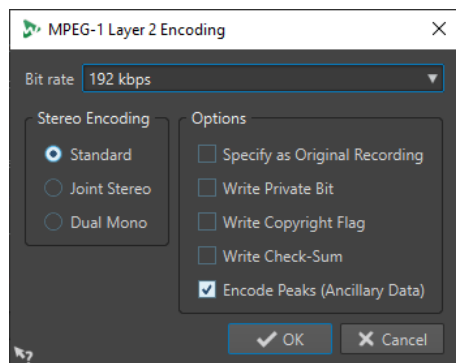 MPEG-1 Layer 2 Encoding
Bit rate 192 kbps
Stereo Encoding
Standard
Joint Stereo
Dual Mono
Options
Specify as Original Recording
Write Private Bit
Write Copyright Flag
Write Check-Sum
Encode Peaks (Ancillary Data)
OK Cancel